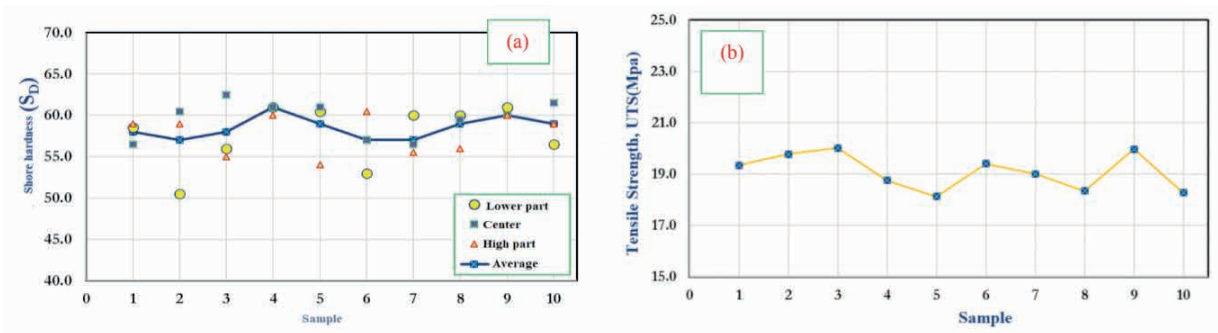 (a)
Shore hardness (S_D)
70.0
65.0
60.0
55.0
50.0
45.0
40.0
0 1 2 3 4 5 6 7 8 9 10
Sample
Lower part
Center
High part
Average
(b)
Tensile Strength, UTS(Mpa)
25.0
23.0
21.0
19.0
17.0
15.0
0 1 2 3 4 5 6 7 8 9 10
Sample